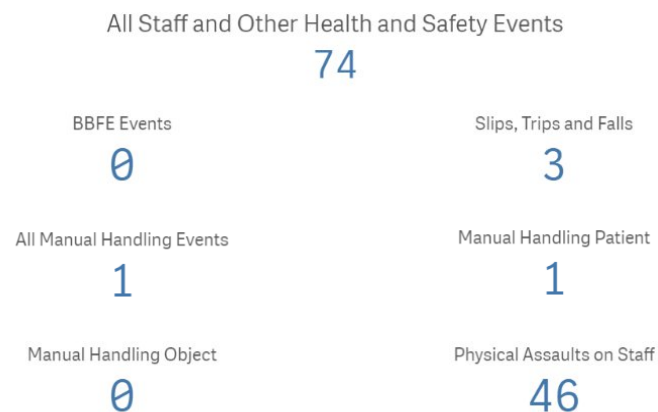 All Staff and Other Health and Safety Events
74
BBFE Events
0
Slips, Trips and Falls
3
All Manual Handling Events
1
Manual Handling Patient
1
Manual Handling Object
0
Physical Assaults on Staff
46